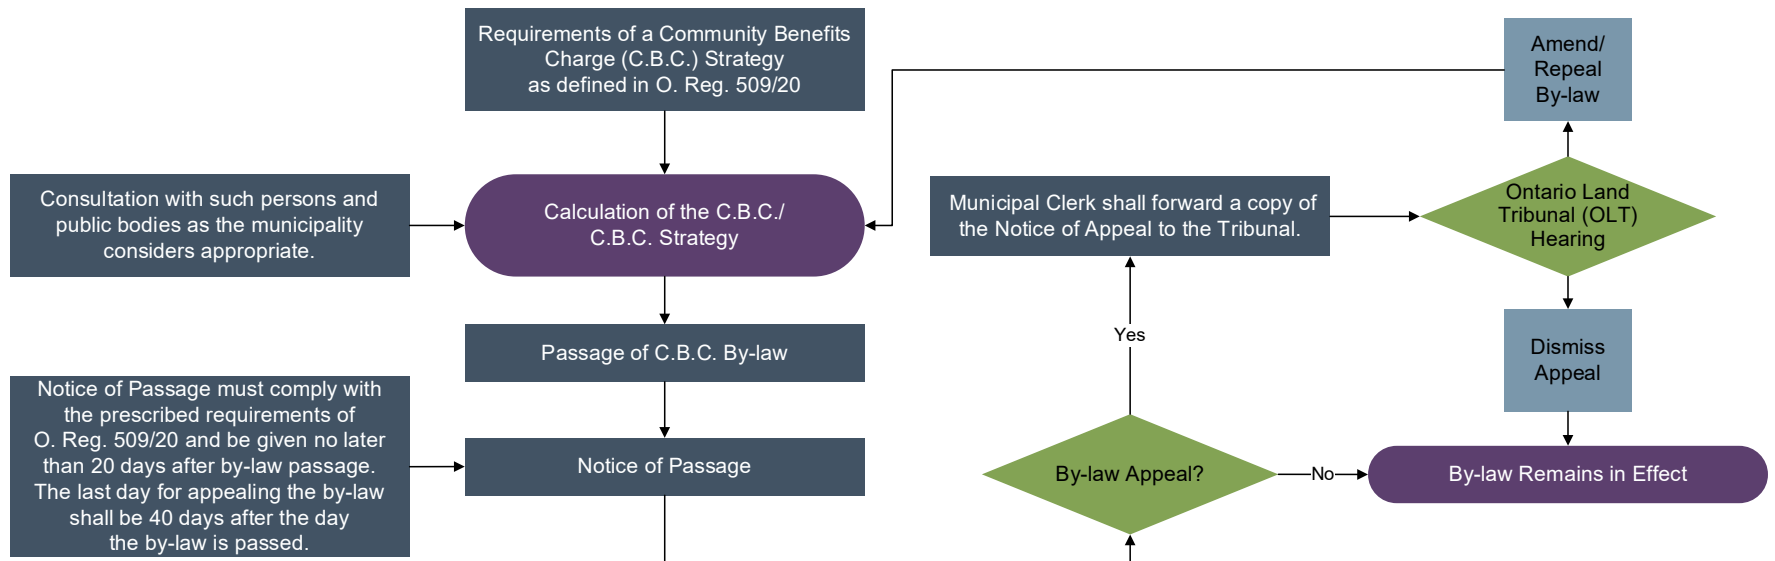 Requirements of a Community Benefits
Charge (C.B.C.) Strategy
as defined in O. Reg. 509/20
Consultation with such persons and
public bodies as the municipality
considers appropriate.
Calculation of the C.B.C./
C.B.C. Strategy
Passage of C.B.C. By-law
Notice of Passage must comply with
the prescribed requirements of
O. Reg. 509/20 and be given no later
than 20 days after by-law passage.
The last day for appealing the by-law
shall be 40 days after the day
the by-law is passed.
Notice of Passage
By-law Appeal?
Yes
No
Municipal Clerk shall forward a copy of
the Notice of Appeal to the Tribunal.
Ontario Land
Tribunal (OLT)
Hearing
Amend/
Repeal
By-law
Dismiss
Appeal
By-law Remains in Effect